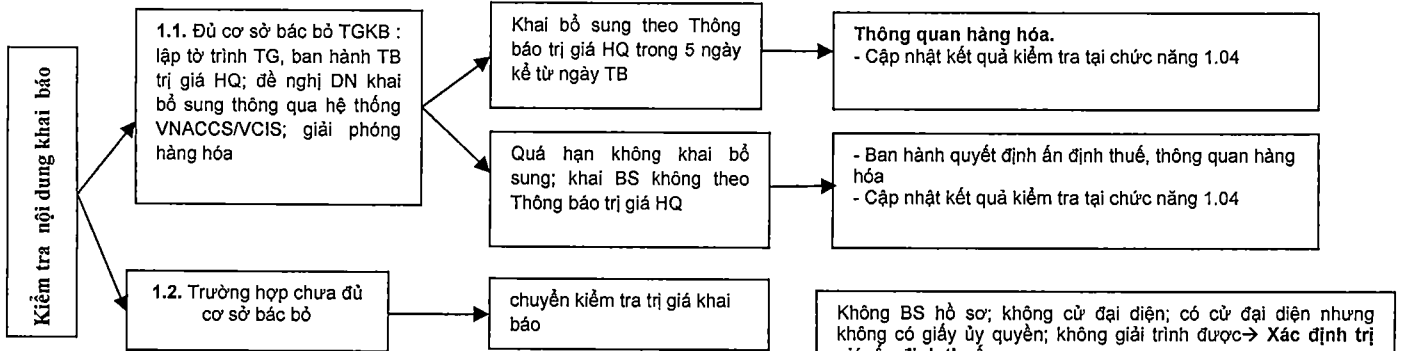 Kiểm tra nội dung khai báo
1.1. Đủ cơ sở bác bỏ TGKB :
lập tờ trình TG, ban hành TB
trị giá HQ; đề nghị DN khai
bổ sung thông qua hệ thống
VNACCS/VCIS; giải phóng
hàng hóa
Khai bổ sung theo Thông
báo trị giá HQ trong 5 ngày
kể từ ngày TB
Thông quan hàng hóa.
- Cập nhật kết quả kiểm tra tại chức năng 1.04
Quá hạn không khai bổ
sung; khai BS không theo
Thông báo trị giá HQ
- Ban hành quyết định ấn định thuế, thông quan hàng
hóa
- Cập nhật kết quả kiểm tra tại chức năng 1.04
1.2. Trường hợp chưa đủ
cơ sở bác bỏ
chuyển kiểm tra trị giá khai
báo
Không BS hồ sơ; không cử đại diện; có cử đại diện nhưng
không có giấy ủy quyền; không giải trình được→ Xác định trị